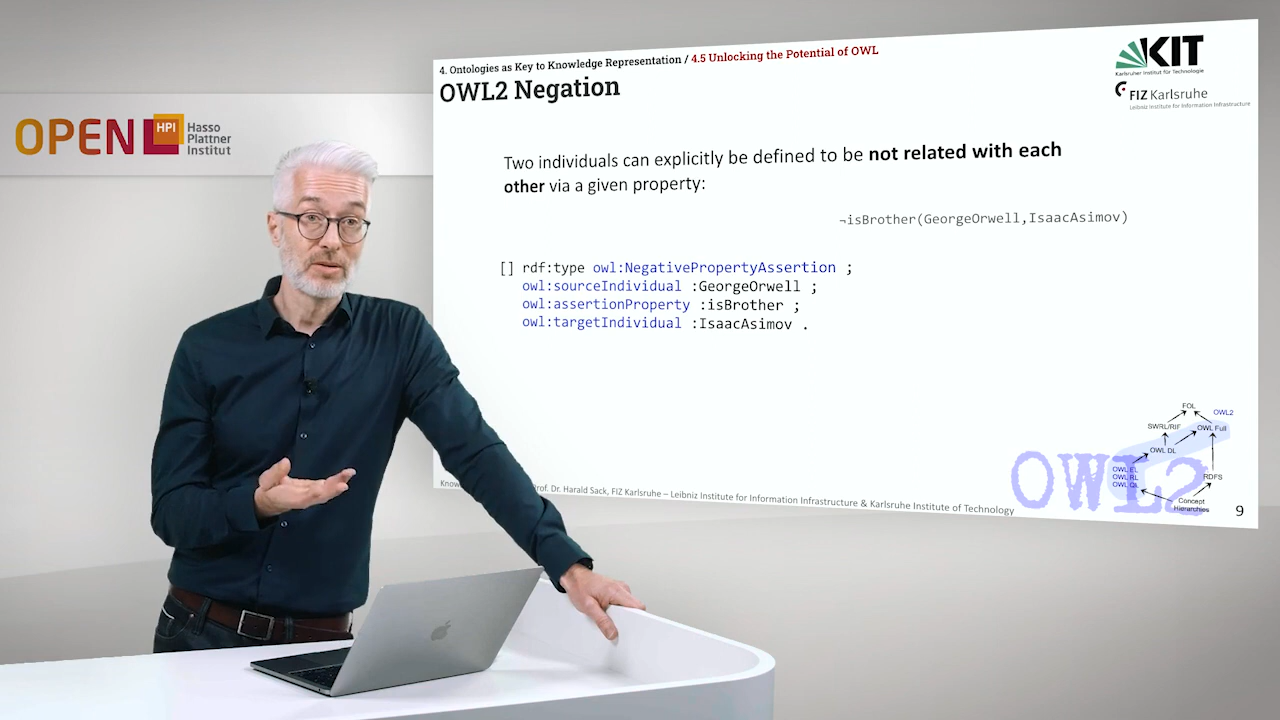 OPEN HPI Hasso
Plattner
Institut
4. Ontologies as Key to Knowledge Representation / 4.5 Unlocking the Potential of OWL
OWL2 Negation
KIT
Karlsruher Institut für Technologie
FIZ Karlsruhe
Leibniz Institute for Information Infrastructure
Two individuals can explicitly be defined to be not related with each
other via a given property:
¬isBrother(GeorgeOrwell,IsaacAsimov)
[] rdf:type owl:NegativePropertyAssertion ;
owl:sourceIndividual :GeorgeOrwell ;
owl:assertionProperty :isBrother ;
owl:targetIndividual :IsaacAsimov .
FOL
OWL2
SWRL/RIF
OWL Full
OWL DL
OWL EL
OWL RL
OWL QL
RDFS
Concept
Hierarchies
OWL2
Prof. Dr. Harald Sack, FIZ Karlsruhe – Leibniz Institute for Information Infrastructure & Karlsruhe Institute of Technology
9